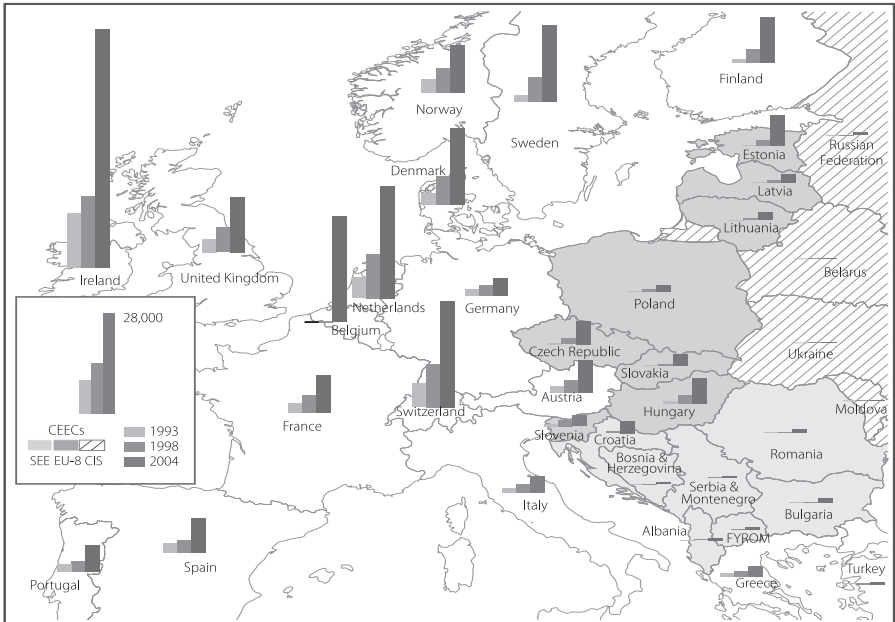 Finland
Norway
Sweden
Russian
Federation
Estonia
Denmark
Latvia
Lithuania
Ireland
United Kingdom
Belarus
Netherlands
Germany
Poland
Belgium
28,000
Czech Republic
Ukraine
Slovakia
Austria
Switzerland
Hungary
Moldova
France
CEECs
SEE EU-8 CIS
1993
1998
2004
Slovenia
Croatia
Romania
Bosnia &
Herzegovina
Serbia &
Montenegro
Italy
Bulgaria
Albania
FYROM
Spain
Portugal
Greece
Turkey